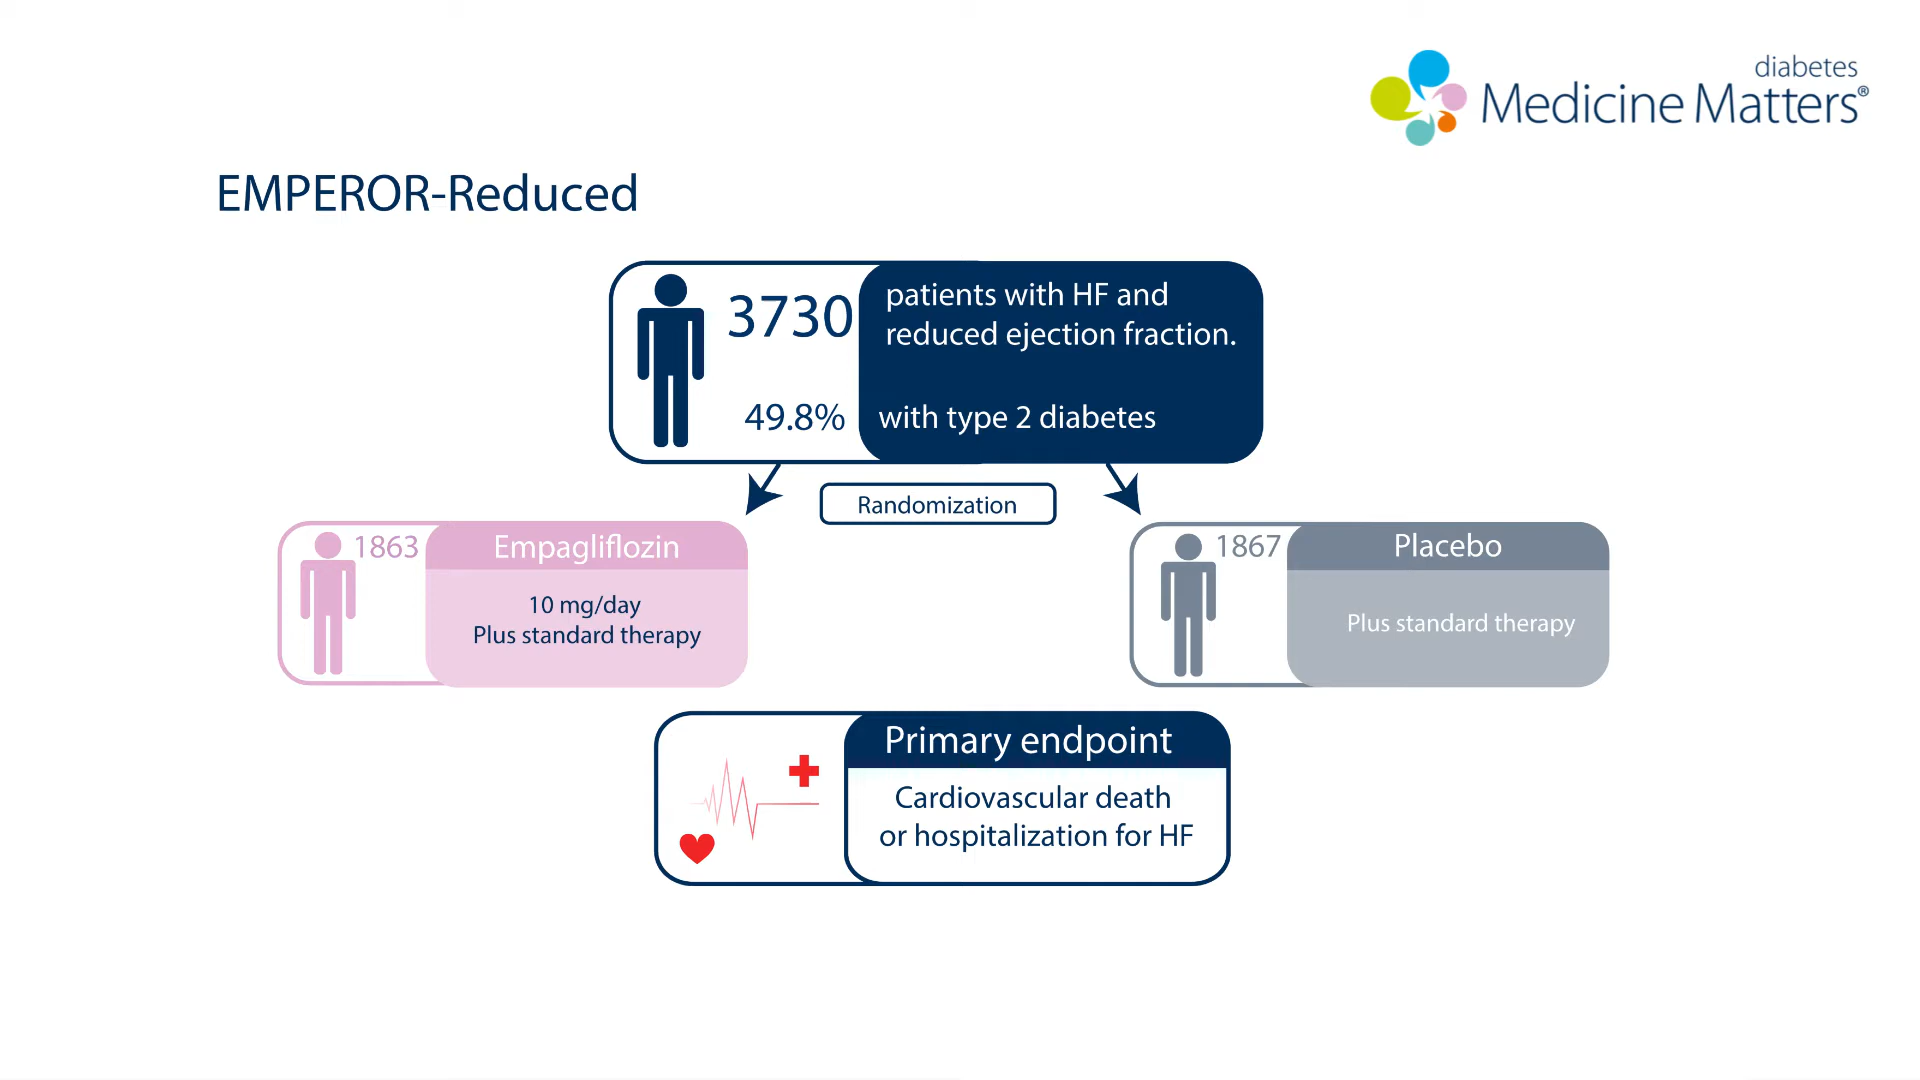 diabetes
Medicine Matters®
EMPEROR-Reduced
3730
patients with HF and
reduced ejection fraction.
49.8%
with type 2 diabetes
Randomization
1863
Empagliflozin
10 mg/day
Plus standard therapy
1867
Placebo
Plus standard therapy
Primary endpoint
Cardiovascular death
or hospitalization for HF